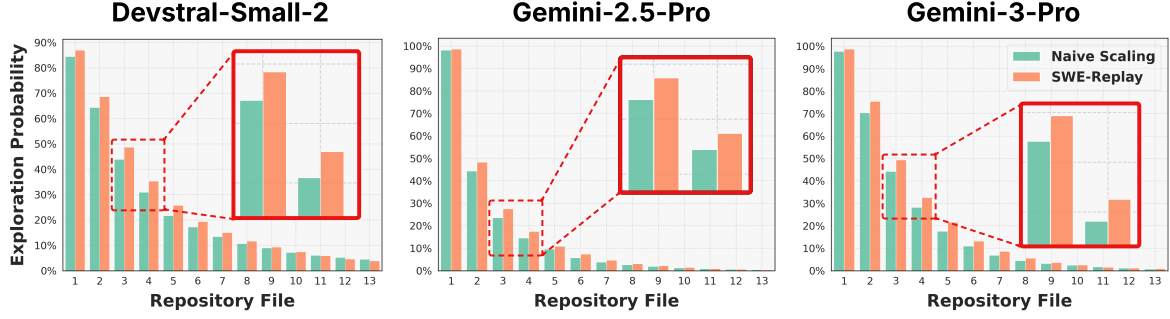 Devstral-Small-2
Exploration Probability
90%
80%
70%
60%
50%
40%
30%
20%
10%
0%
1 2 3 4 5 6 7 8 9 10 11 12 13
Repository File
Gemini-2.5-Pro
100%
90%
80%
70%
60%
50%
40%
30%
20%
10%
0%
1 2 3 4 5 6 7 8 9 10 11 12 13
Repository File
Gemini-3-Pro
Naive Scaling
SWE-Replay
100%
90%
80%
70%
60%
50%
40%
30%
20%
10%
0%
1 2 3 4 5 6 7 8 9 10 11 12 13
Repository File